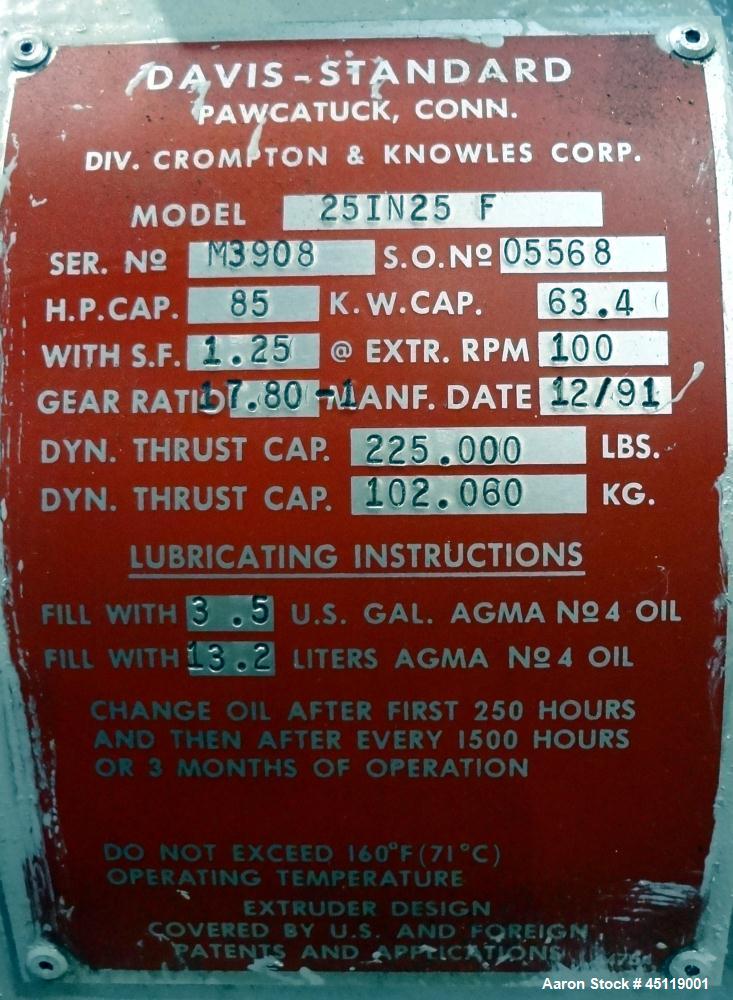 DAVIS-STANDARD
PAWCATUCK, CONN.
DIV. CROMPTON & KNOWLES CORP.
MODEL 25IN25 F
SER. Nº M3908 S.O.Nº 05568
H.P.CAP. 85 K.W.CAP. 63.4
WITH S.F. 1.25 @ EXTR. RPM 100
GEAR RATIO 17.80-1 MANF. DATE 12/91
DYN. THRUST CAP. 225.000 LBS.
DYN. THRUST CAP. 102.060 KG.
LUBRICATING INSTRUCTIONS
FILL WITH 3.5 U.S. GAL. AGMA Nº4 OIL
FILL WITH 13.2 LITERS AGMA Nº4 OIL
CHANGE OIL AFTER FIRST 250 HOURS
AND THEN AFTER EVERY 1500 HOURS
OR 3 MONTHS OF OPERATION
DO NOT EXCEED 160°F(71°C)
OPERATING TEMPERATURE
EXTRUDER DESIGN
COVERED BY U.S. AND FOREIGN
PATENTS AND APPLICATIONS
Aaron Stock # 45119001